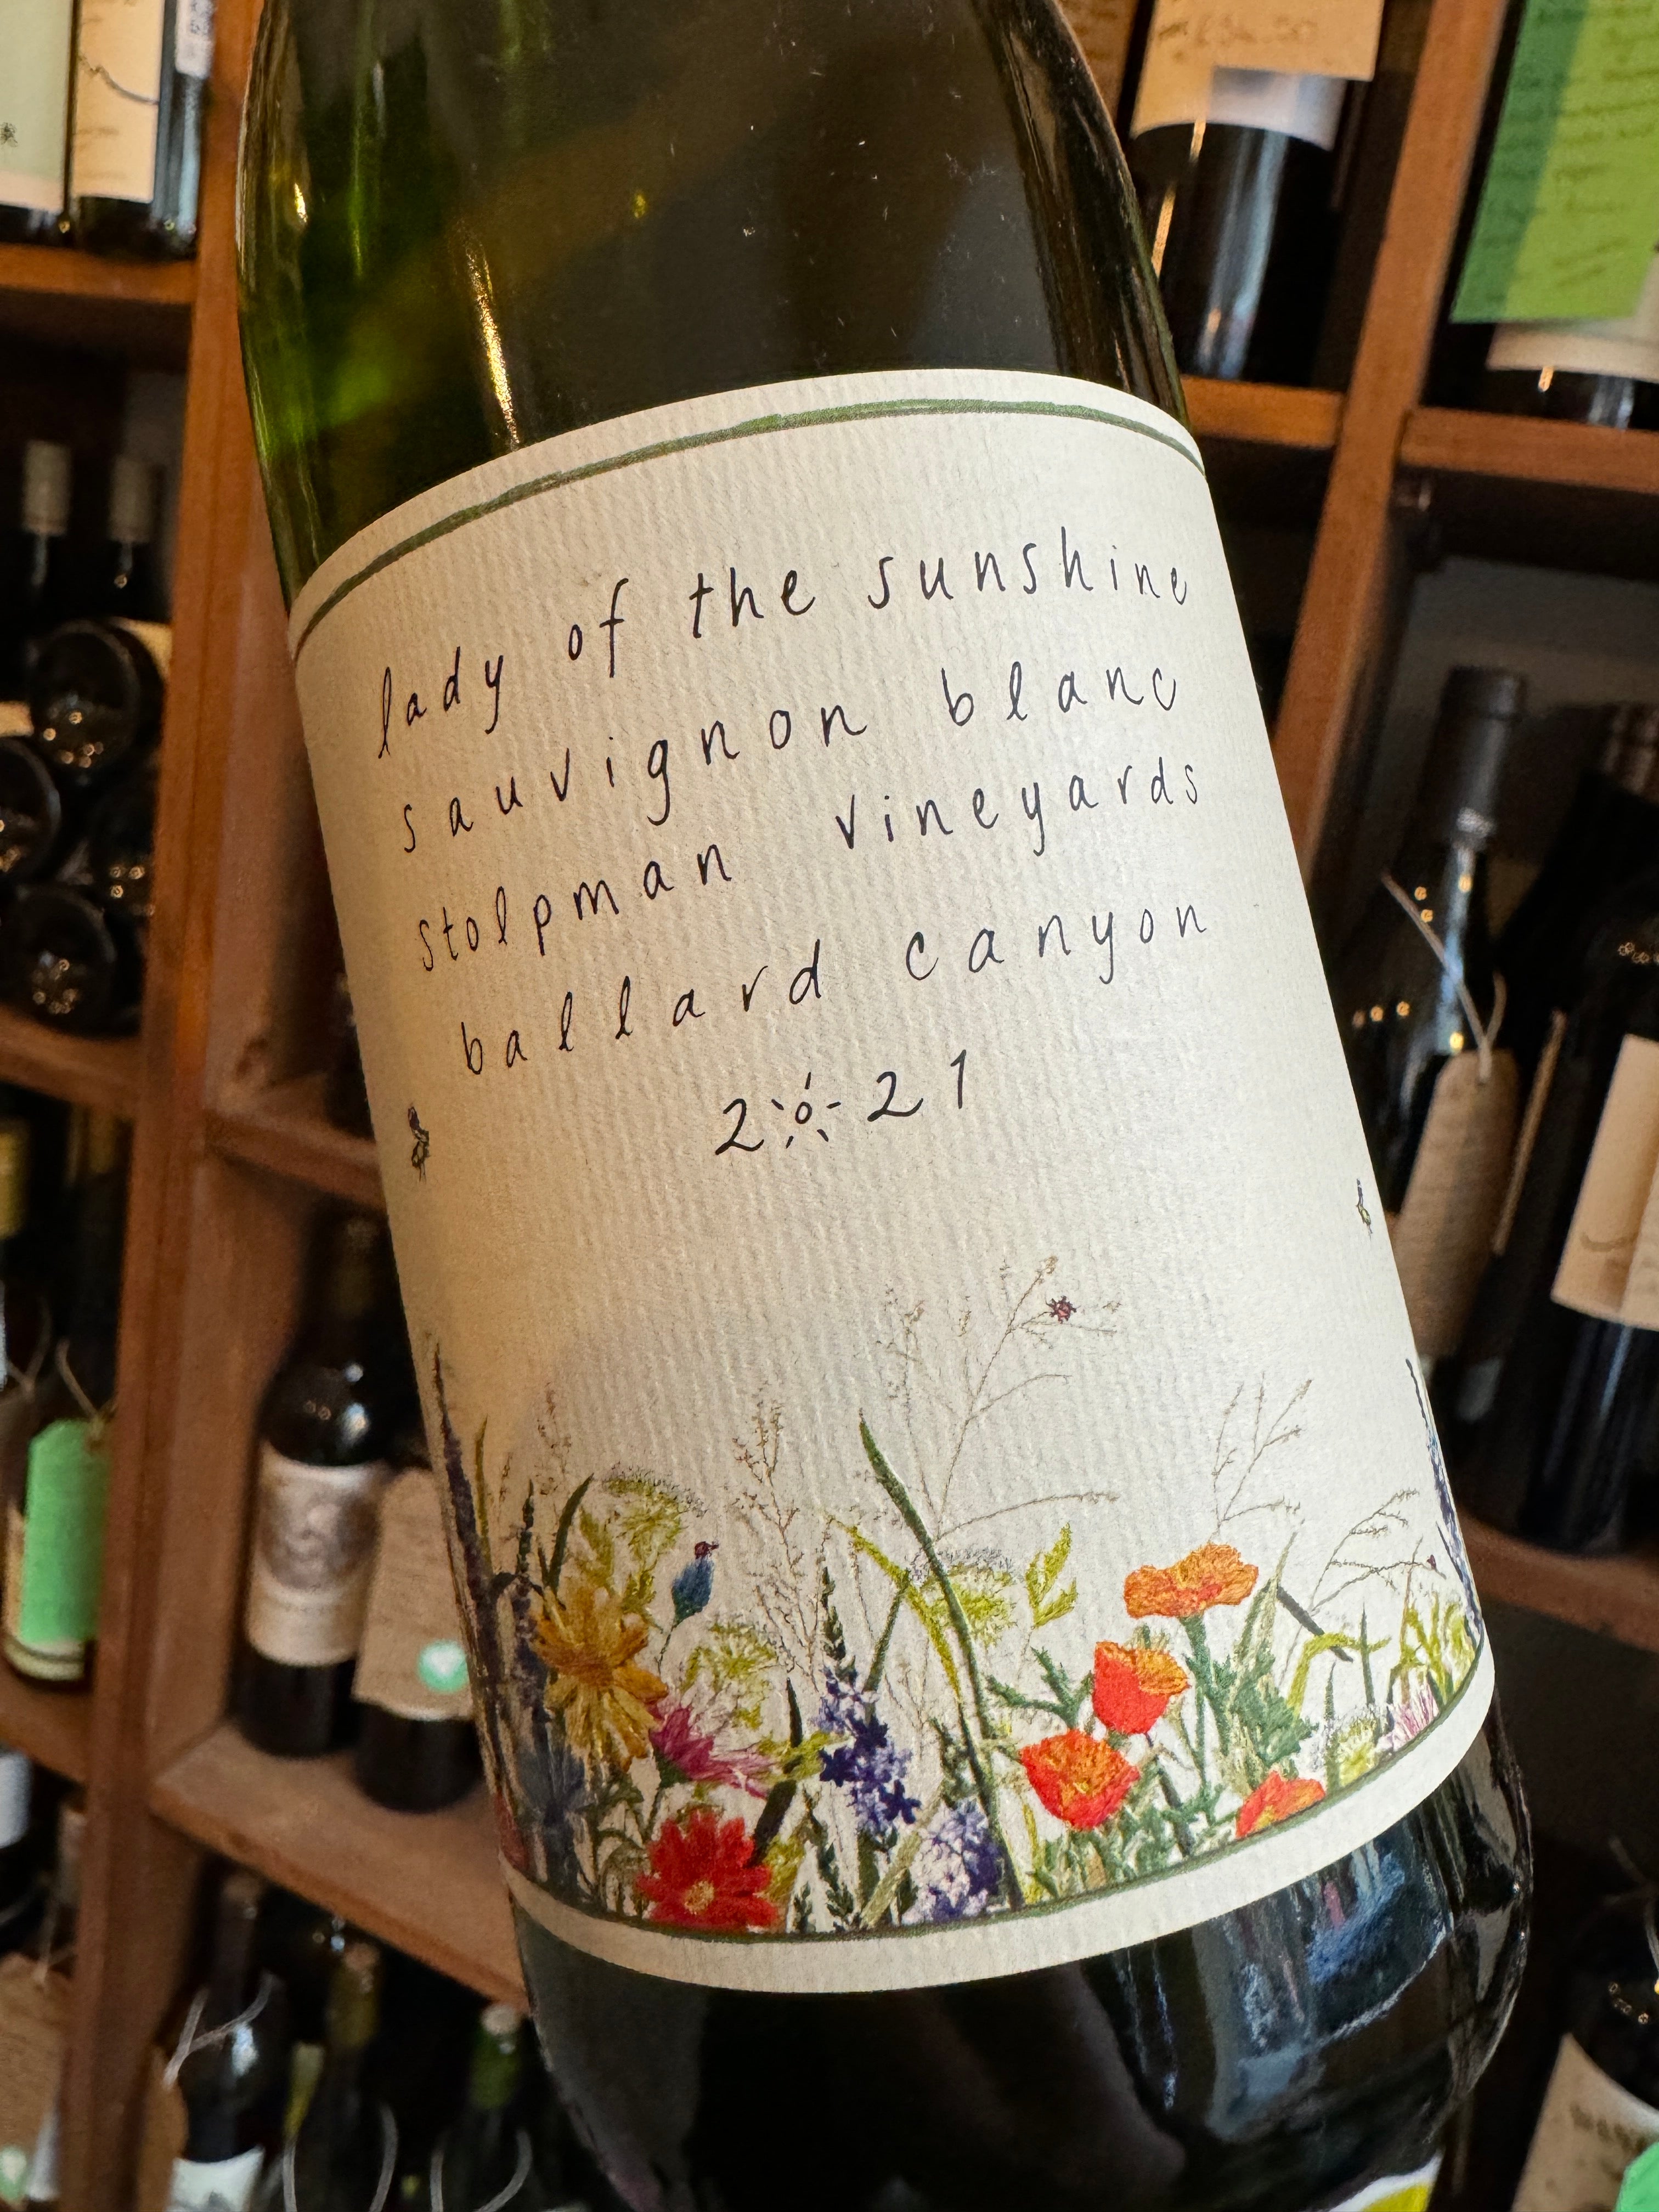 lady of the sunshine
sauvignon blanc
stolpman vineyards
ballard canyon
2021